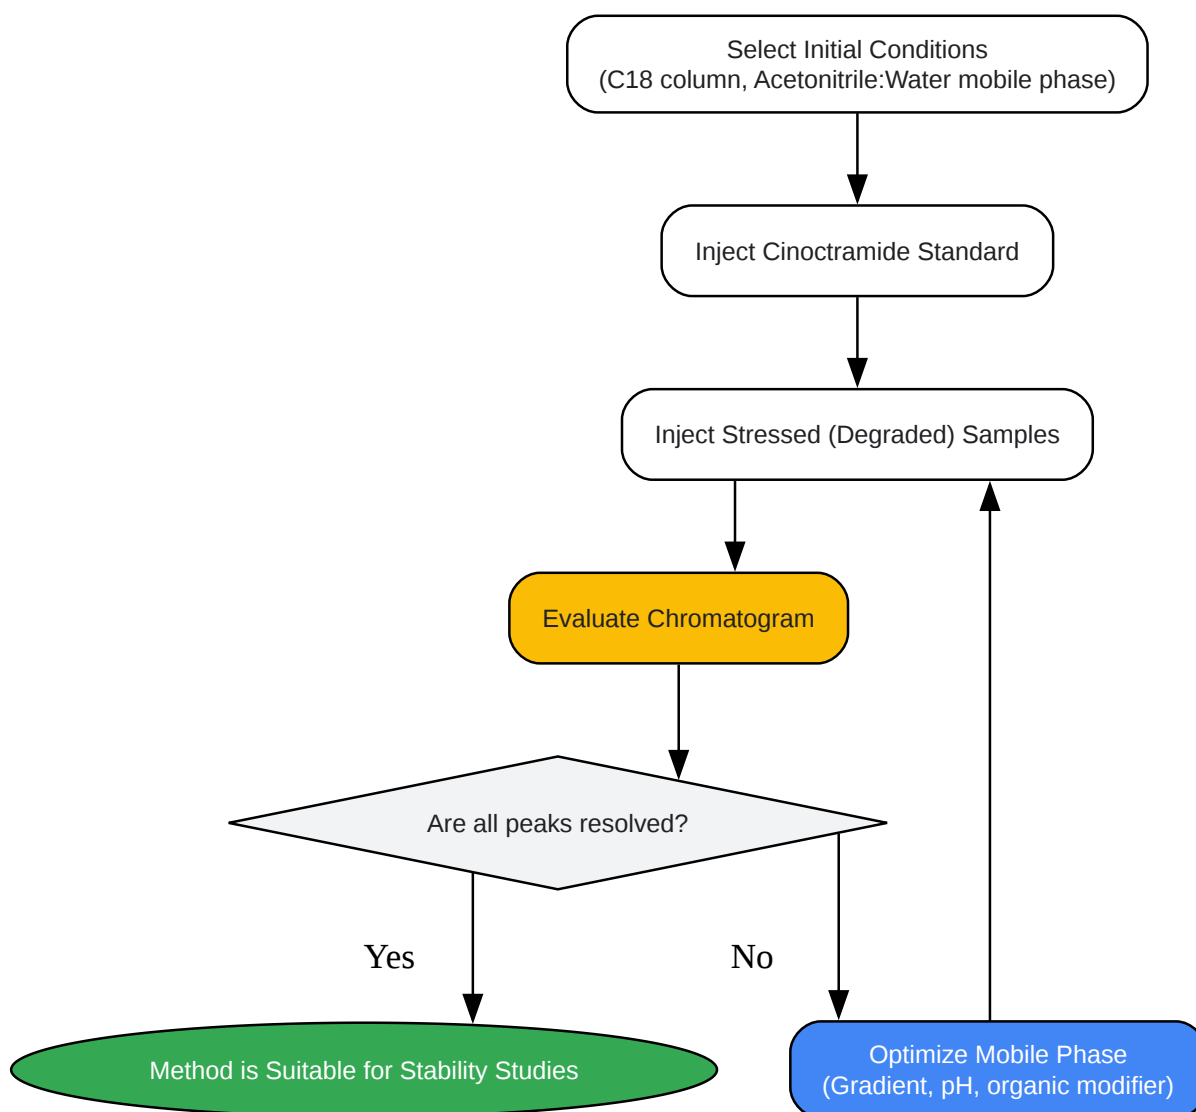 Select Initial Conditions
(C18 column, Acetonitrile:Water mobile phase)
Inject Cinoctramide Standard
Inject Stressed (Degraded) Samples
Evaluate Chromatogram
Are all peaks resolved?
Yes
No
Method is Suitable for Stability Studies
Optimize Mobile Phase
(Gradient, pH, organic modifier)